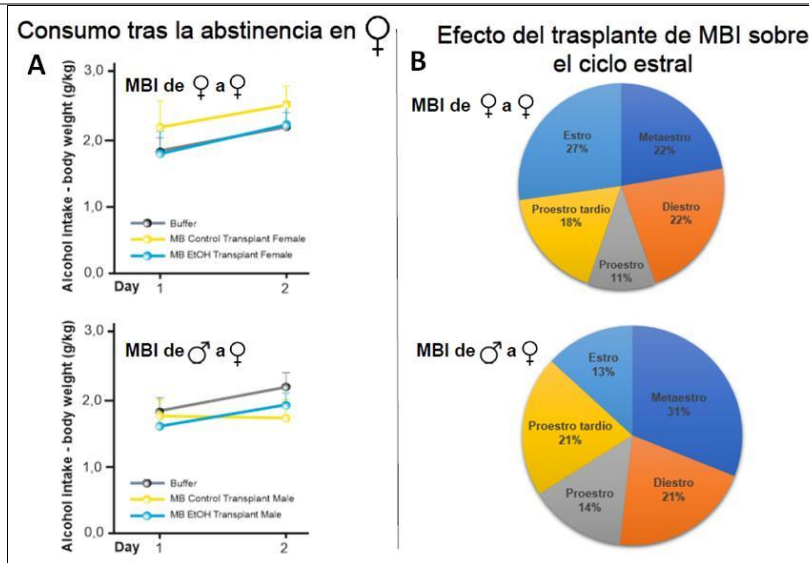 Consumo tras la abstinencia en ♀
A
MBI de ♀ a ♀
Alcohol intake - body weight (g/kg)
3,0
2,0
1,0
0,0
Buffer
MB Control Transplant Female
MB EtOH Transplant Female
Day 1 2
MBI de ♂ a ♀
Alcohol intake - body weight (g/kg)
3,0
2,0
1,0
0,0
Buffer
MB Control Transplant Male
MB EtOH Transplant Male
Day 1 2
B
Efecto del trasplante de MBI sobre
el ciclo estral
MBI de ♀ a ♀
Estro
27%
Metaestro
22%
Proestro tardio
18%
Diestro
22%
Proestro
11%
MBI de ♂ a ♀
Estro
13%
Metaestro
31%
Proestro tardio
21%
Diestro
21%
Proestro
14%